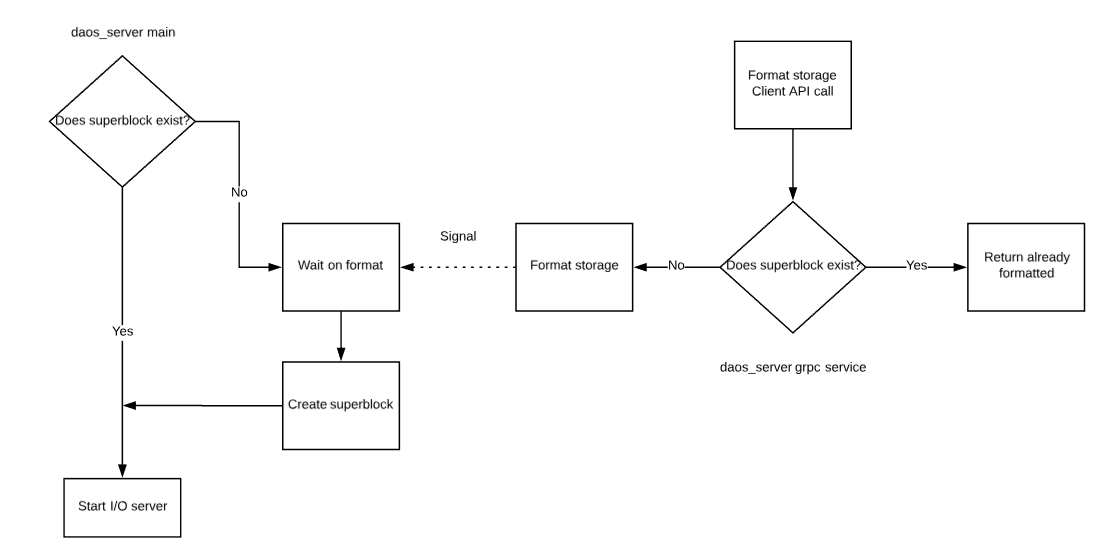 daos_server main
Does superblock exist?
No
Yes
Wait on format
Create superblock
Start I/O server
Signal
Format storage
Format storage
Client API call
Does superblock exist?
No
Yes
Return already
formatted
daos_server grpc service